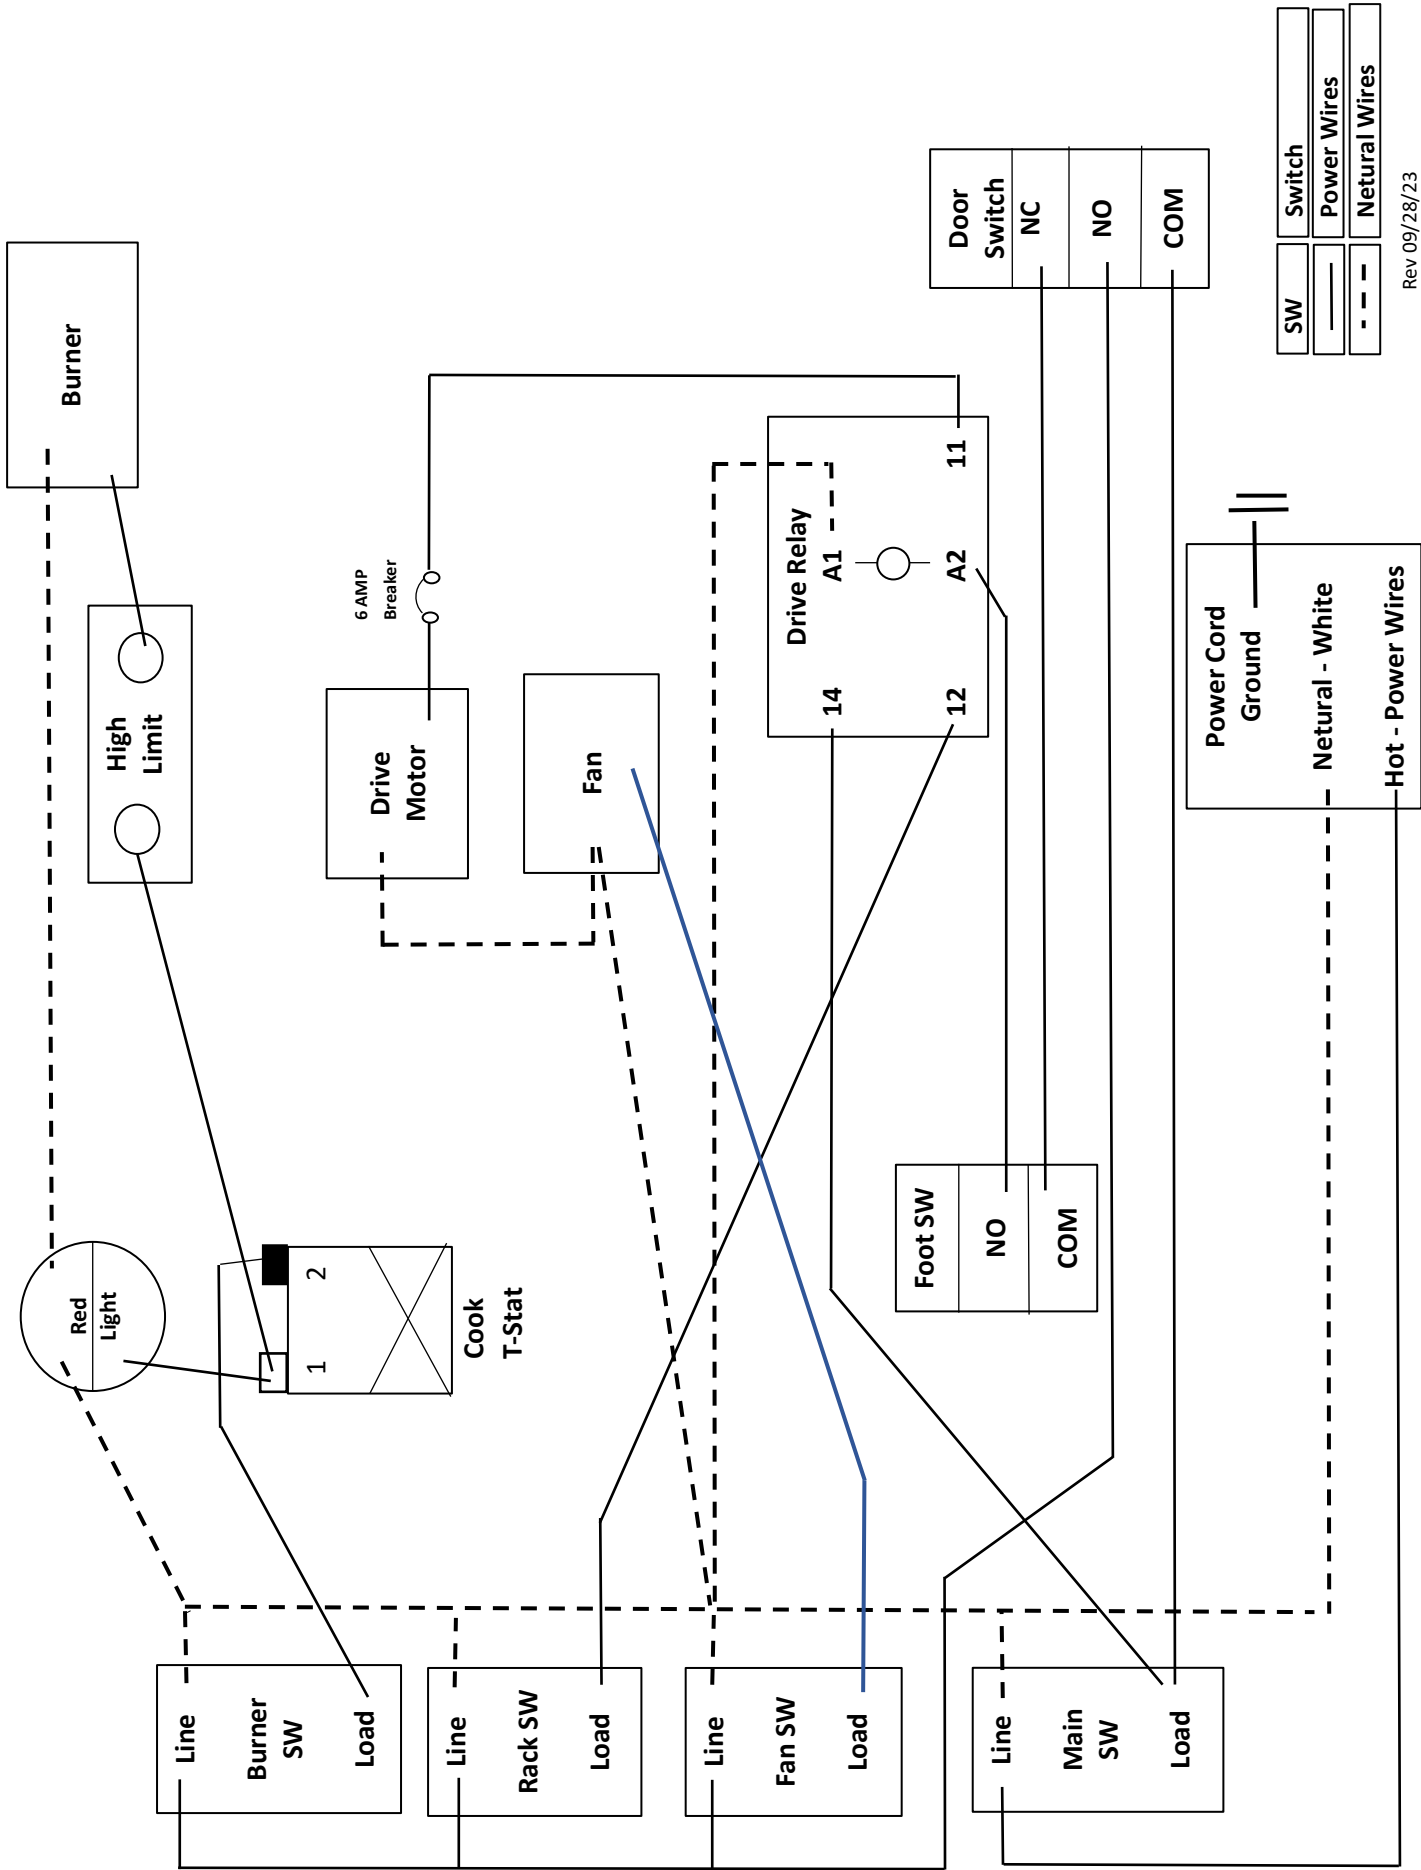 Burner
High
Limit
Red
Light
1
2
Cook
T-Stat
6 AMP
Breaker
Drive
Motor
Fan
Drive Relay
14
A1
12
A2
11
Door
Switch
NC
NO
COM
Foot SW
NO
COM
Power Cord
Ground
Netural - White
Hot - Power Wires
Line
Burner
SW
Load
Line
Rack SW
Load
Line
Fan SW
Load
Line
Main
SW
Load
SW
Switch
Power Wires
Netural Wires
Rev 09/28/23